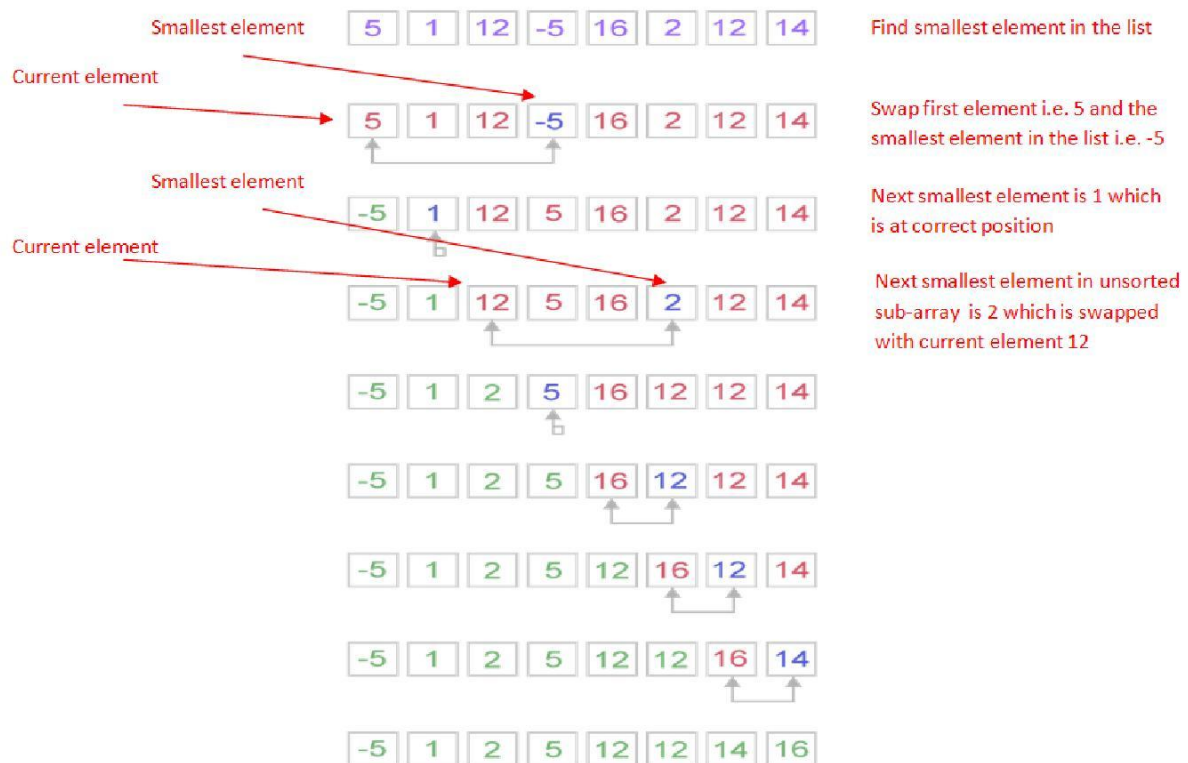 Smallest element
5 1 12 -5 16 2 12 14
Find smallest element in the list
Current element
5 1 12 -5 16 2 12 14
Swap first element i.e. 5 and the
smallest element in the list i.e. -5
Smallest element
-5 1 12 5 16 2 12 14
Next smallest element is 1 which
is at correct position
Current element
-5 1 12 5 16 2 12 14
Next smallest element in unsorted
sub-array is 2 which is swapped
with current element 12
-5 1 2 5 16 12 12 14
-5 1 2 5 16 12 12 14
-5 1 2 5 12 16 12 14
-5 1 2 5 12 12 16 14
-5 1 2 5 12 12 14 16